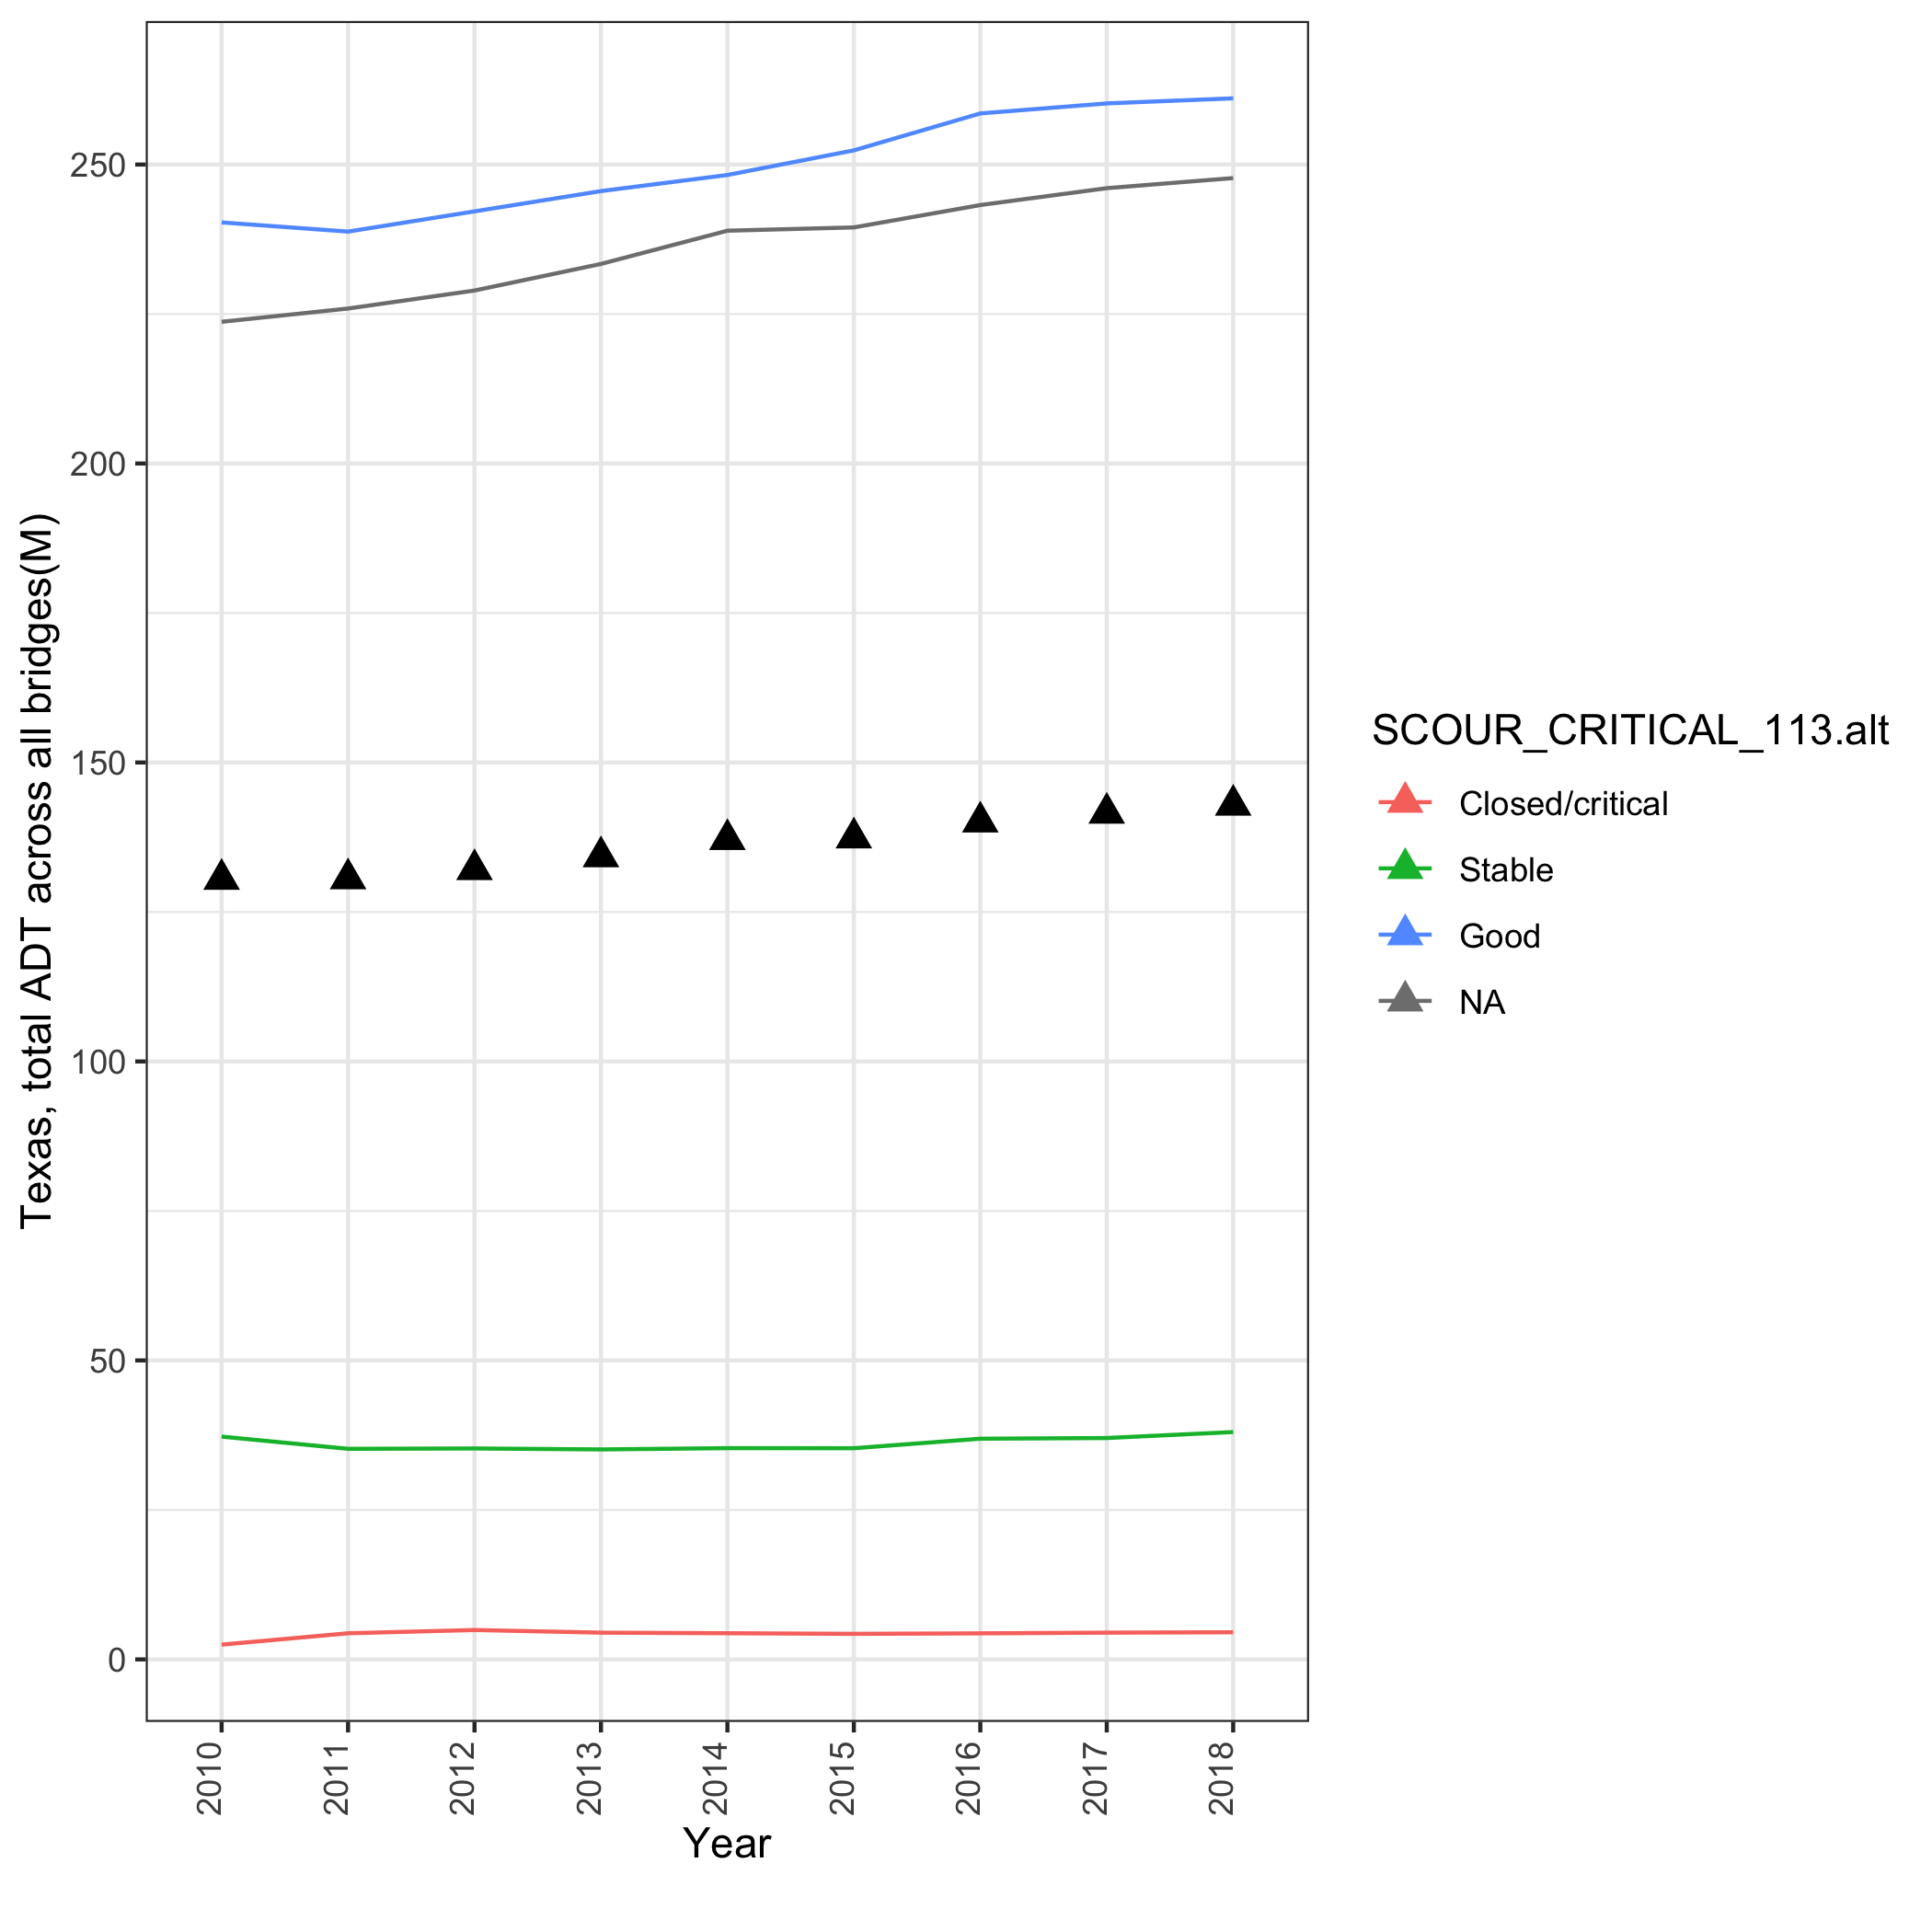 Texas, total ADT across all bridges(M)
250
200
150
100
50
0
2010
2011
2012
2013
2014
2015
2016
2017
2018
Year
SCOUR_CRITICAL_113.alt
Closed/critical
Stable
Good
NA